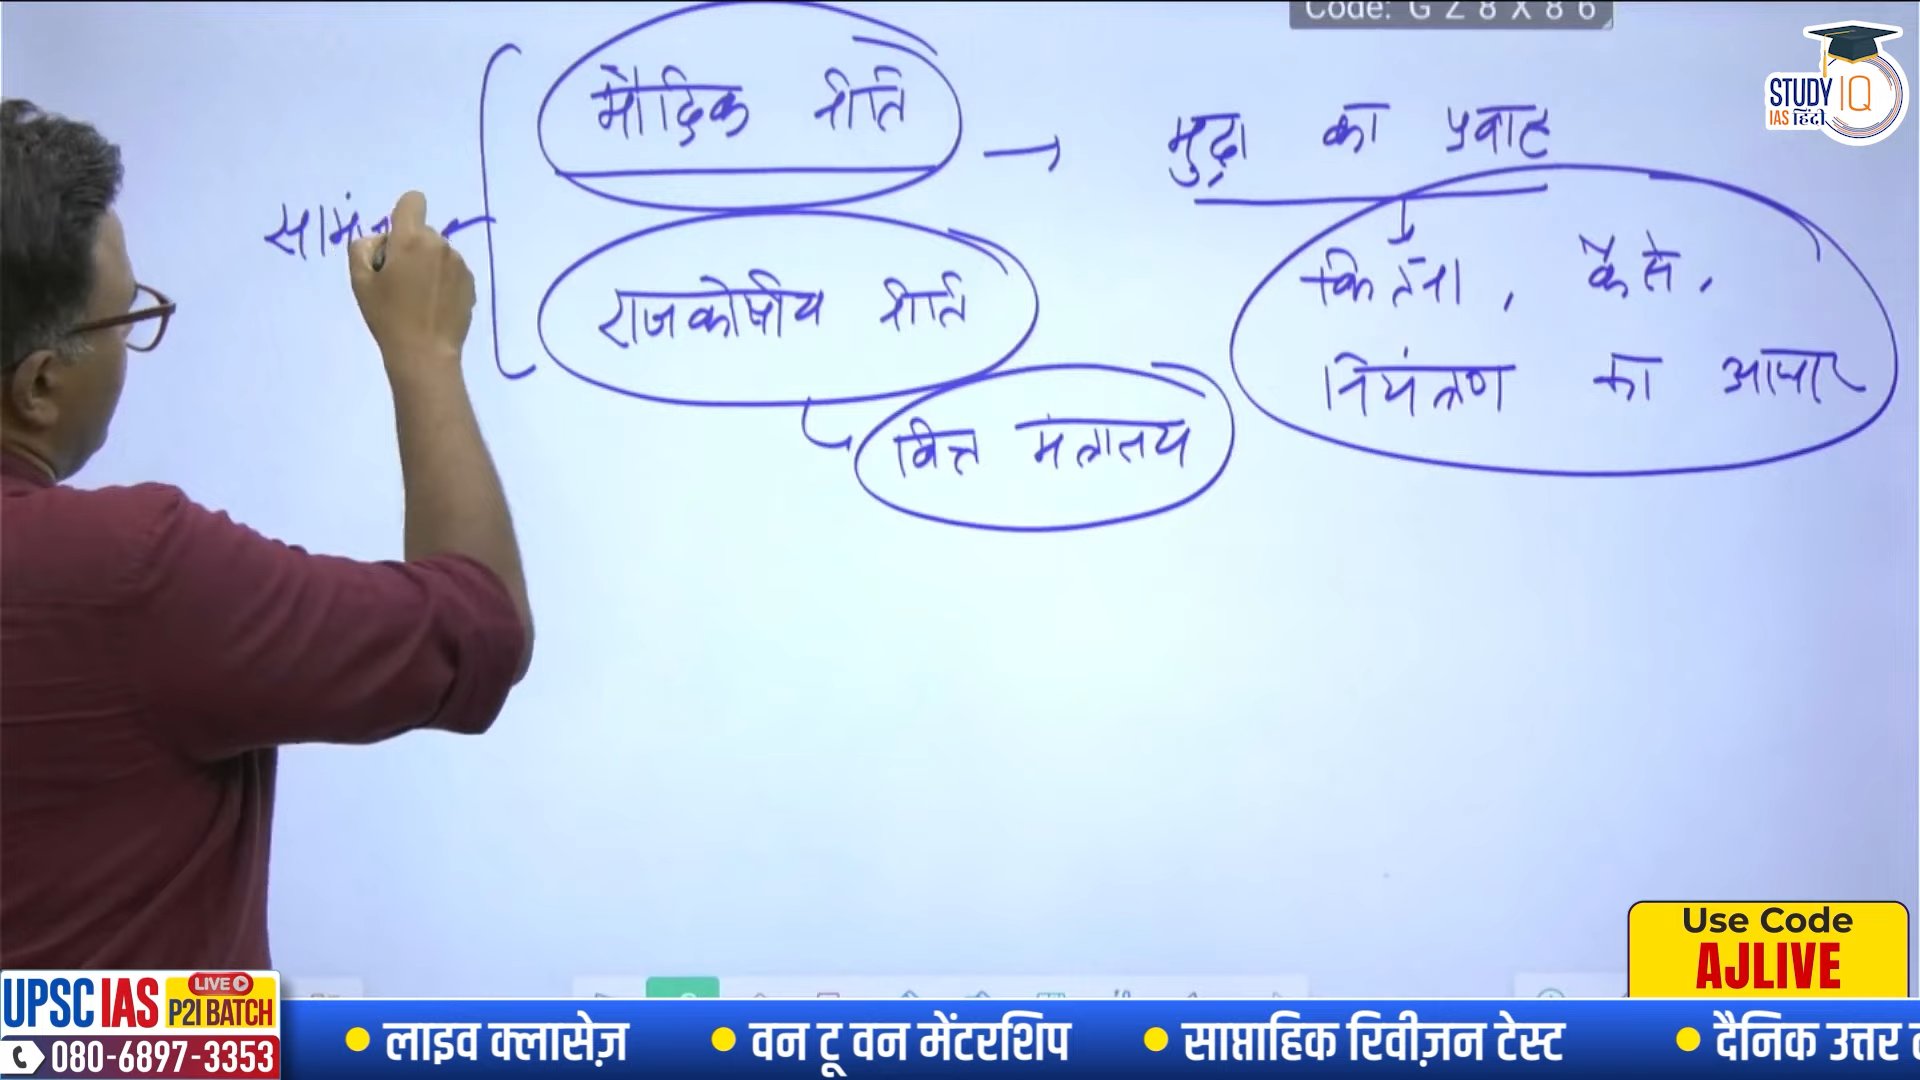 Code: G Z 8 X 8 6
STUDY IQ
IAS हिंदी
मौद्रिक नीति → मुद्रा का प्रवाह
कितना, कैसे,
राजकोषीय नीति
नियंत्रण का आधार
वित्त मंत्रालय
Use Code
AJLIVE
UPSC IAS LIVE P2I BATCH
080-6897-3353
लाइव क्लासेज़ वन टू वन मेंटरशिप साप्ताहिक रिवीज़न टेस्ट दैनिक उत्तर